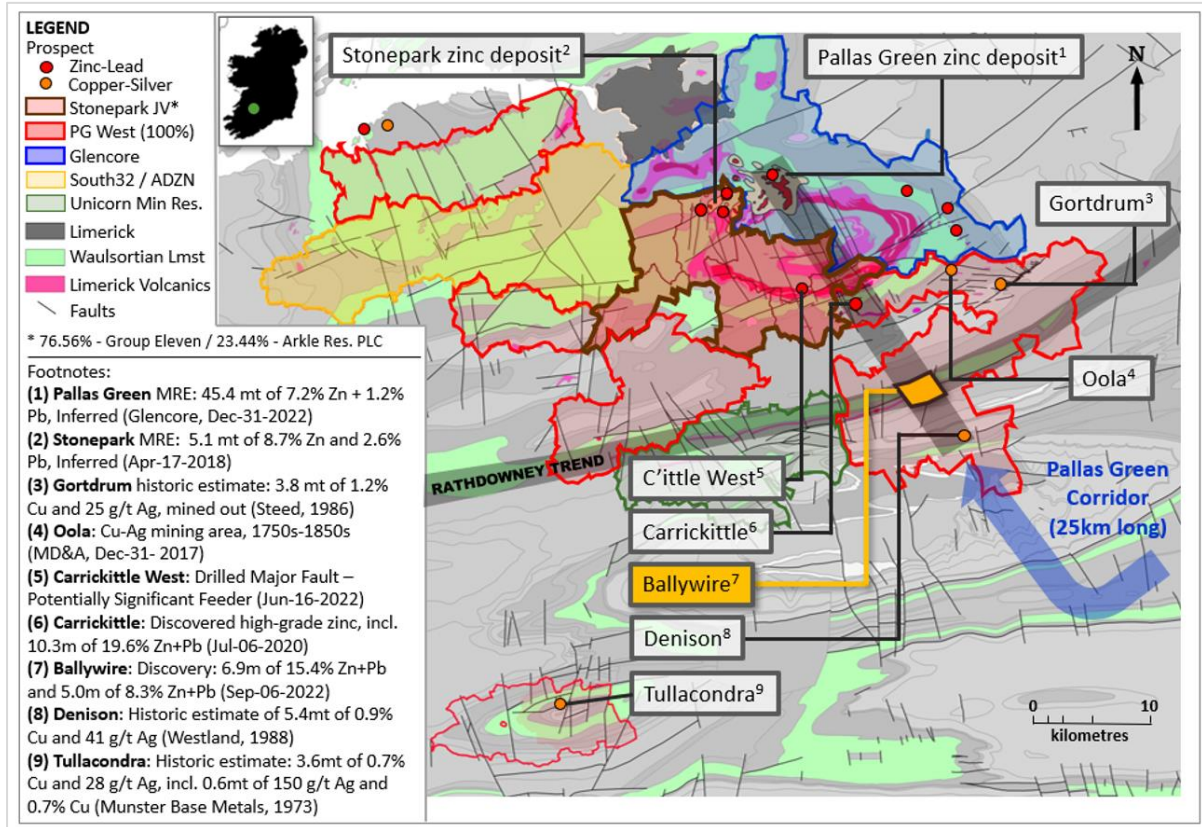 LEGEND
Prospect
Zinc-Lead
Copper-Silver
Stonepark JV*
PG West (100%)
Glencore
South32 / ADZN
Unicorn Min Res.
Limerick
Waulsortian Lmst
Limerick Volcanics
Faults
* 76.56% - Group Eleven / 23.44% - Arkle Res. PLC
Footnotes:
(1) Pallas Green MRE: 45.4 mt of 7.2% Zn + 1.2%
Pb, Inferred (Glencore, Dec-31-2022)
(2) Stonepark MRE: 5.1 mt of 8.7% Zn and 2.6%
Pb, Inferred (Apr-17-2018)
(3) Gortdrum historic estimate: 3.8 mt of 1.2%
Cu and 25 g/t Ag, mined out (Steed, 1986)
(4) Oola: Cu-Ag mining area, 1750s-1850s
(MD&A, Dec-31- 2017)
(5) Carrickittle West: Drilled Major Fault –
Potentially Significant Feeder (Jun-16-2022)
(6) Carrickittle: Discovered high-grade zinc, incl.
10.3m of 19.6% Zn+Pb (Jul-06-2020)
(7) Ballywire: Discovery: 6.9m of 15.4% Zn+Pb
and 5.0m of 8.3% Zn+Pb (Sep-06-2022)
(8) Denison: Historic estimate of 5.4mt of 0.9%
Cu and 41 g/t Ag (Westland, 1988)
(9) Tullacondra: Historic estimate: 3.6mt of 0.7%
Cu and 28 g/t Ag, incl. 0.6mt of 150 g/t Ag and
0.7% Cu (Munster Base Metals, 1973)
Stonepark zinc deposit²
Pallas Green zinc deposit¹
N
Gortdrum³
Oola⁴
RATHDOWNEY TREND
C'ittle West⁵
Carrickittle⁶
Ballywire⁷
Denison⁸
Tullacondra⁹
Pallas Green
Corridor
(25km long)
0 10
kilometres